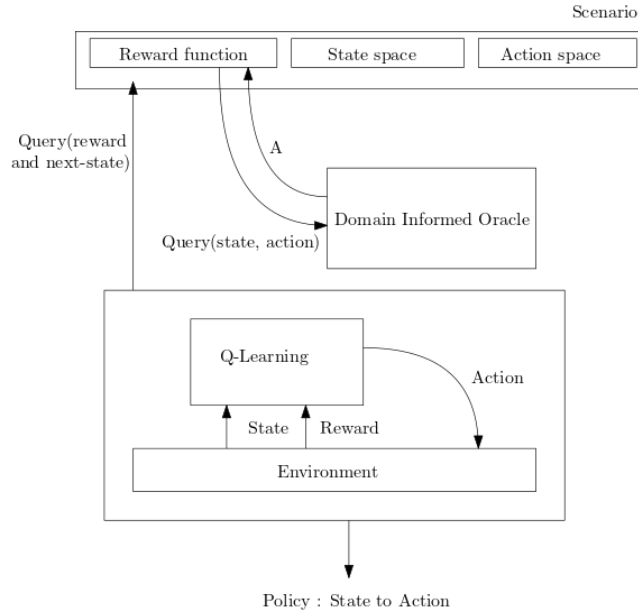 Scenario
Reward function
State space
Action space
Query(reward
and next-state)
A
Domain Informed Oracle
Query(state, action)
Q-Learning
Action
State
Reward
Environment
Policy : State to Action